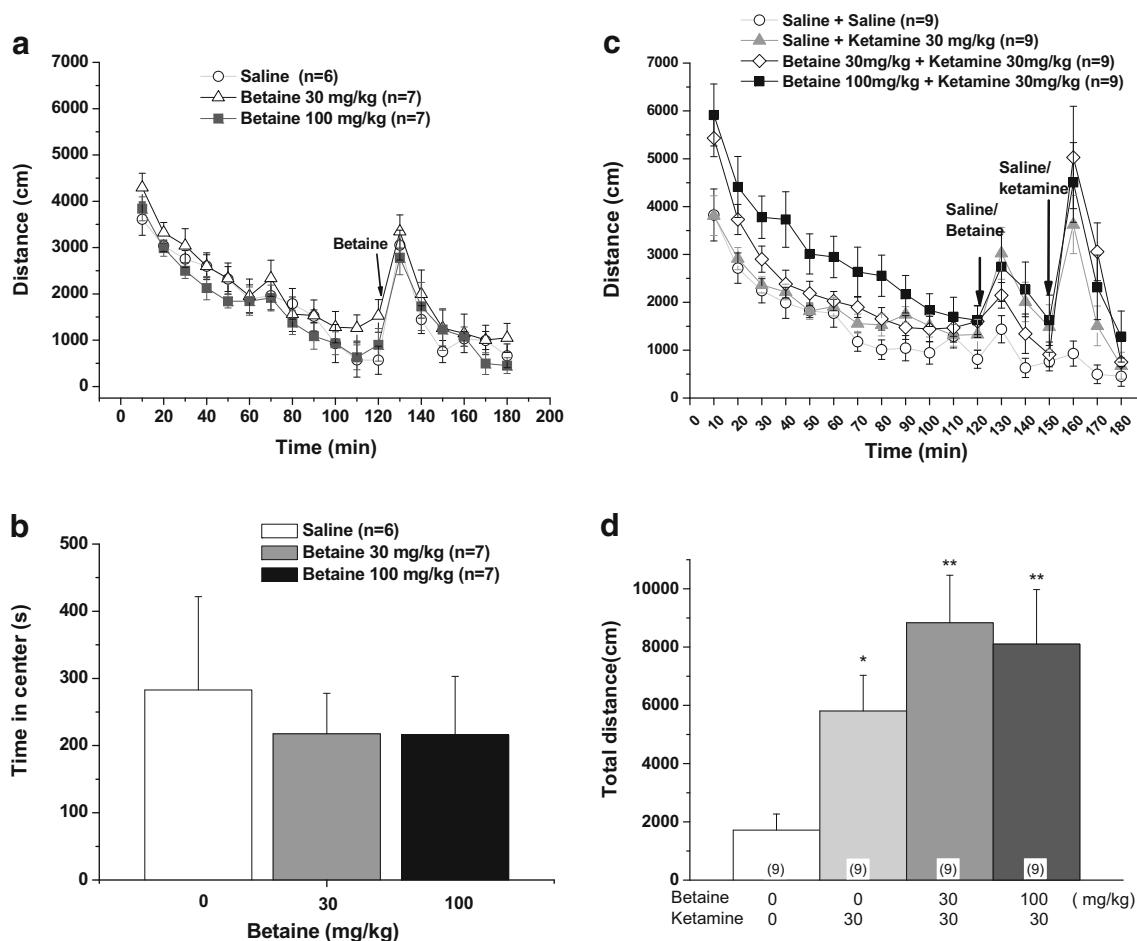 a
Saline (n=6)
Betaine 30 mg/kg (n=7)
Betaine 100 mg/kg (n=7)
7000
6000
5000
4000
3000
2000
1000
0
Distance (cm)
Betaine
0 20 40 60 80 100 120 140 160 180 200
Time (min)
c
Saline + Saline (n=9)
Saline + Ketamine 30 mg/kg (n=9)
Betaine 30mg/kg + Ketamine 30mg/kg (n=9)
Betaine 100mg/kg + Ketamine 30mg/kg (n=9)
7000
6000
5000
4000
3000
2000
1000
0
Distance (cm)
Saline/
Betaine
Saline/
ketamine
0 10 20 30 40 50 60 70 80 90 100 110 120 130 140 150 160 170 180
Time (min)
b
Saline (n=6)
Betaine 30 mg/kg (n=7)
Betaine 100 mg/kg (n=7)
500
400
300
200
100
0
Time in center (s)
0 30 100
Betaine (mg/kg)
d
10000
8000
6000
4000
2000
0
Total distance(cm)
* ** **
(9) (9) (9) (9)
Betaine 0 0 30 100 ( mg/kg)
Ketamine 0 30 30 30